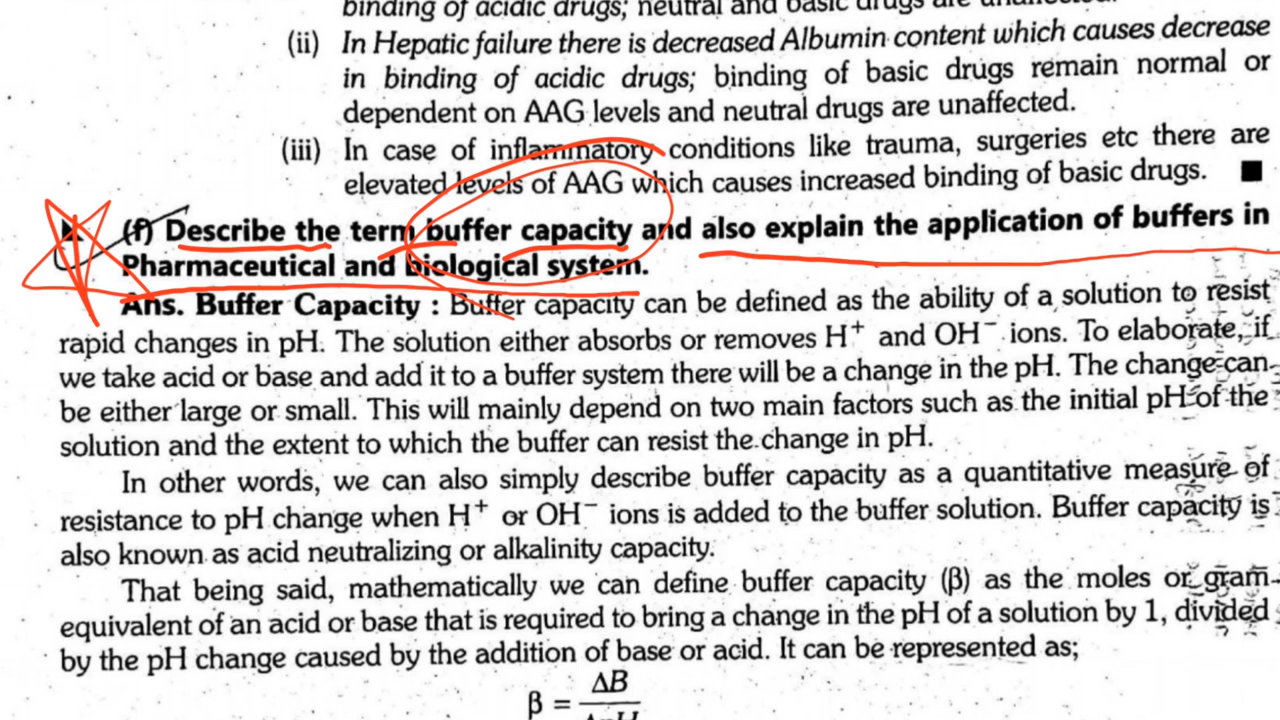 binding of acidic drugs; neutral and basic drugs are unaffected.
(ii) In Hepatic failure there is decreased Albumin content which causes decrease
in binding of acidic drugs; binding of basic drugs remain normal or
dependent on AAG levels and neutral drugs are unaffected.
(iii) In case of inflammatory conditions like trauma, surgeries etc there are
elevated levels of AAG which causes increased binding of basic drugs. ■
(f) Describe the term buffer capacity and also explain the application of buffers in
Pharmaceutical and biological system.
Ans. Buffer Capacity : Buffer capacity can be defined as the ability of a solution to resist
rapid changes in pH. The solution either absorbs or removes H⁺ and OH⁻ ions. To elaborate, if
we take acid or base and add it to a buffer system there will be a change in the pH. The change can
be either large or small. This will mainly depend on two main factors such as the initial pH of the
solution and the extent to which the buffer can resist the change in pH.
In other words, we can also simply describe buffer capacity as a quantitative measure of
resistance to pH change when H⁺ or OH⁻ ions is added to the buffer solution. Buffer capacity is
also known as acid neutralizing or alkalinity capacity.
That being said, mathematically we can define buffer capacity (β) as the moles or gram-
equivalent of an acid or base that is required to bring a change in the pH of a solution by 1, divided
by the pH change caused by the addition of base or acid. It can be represented as;
β = ΔB / ΔpH